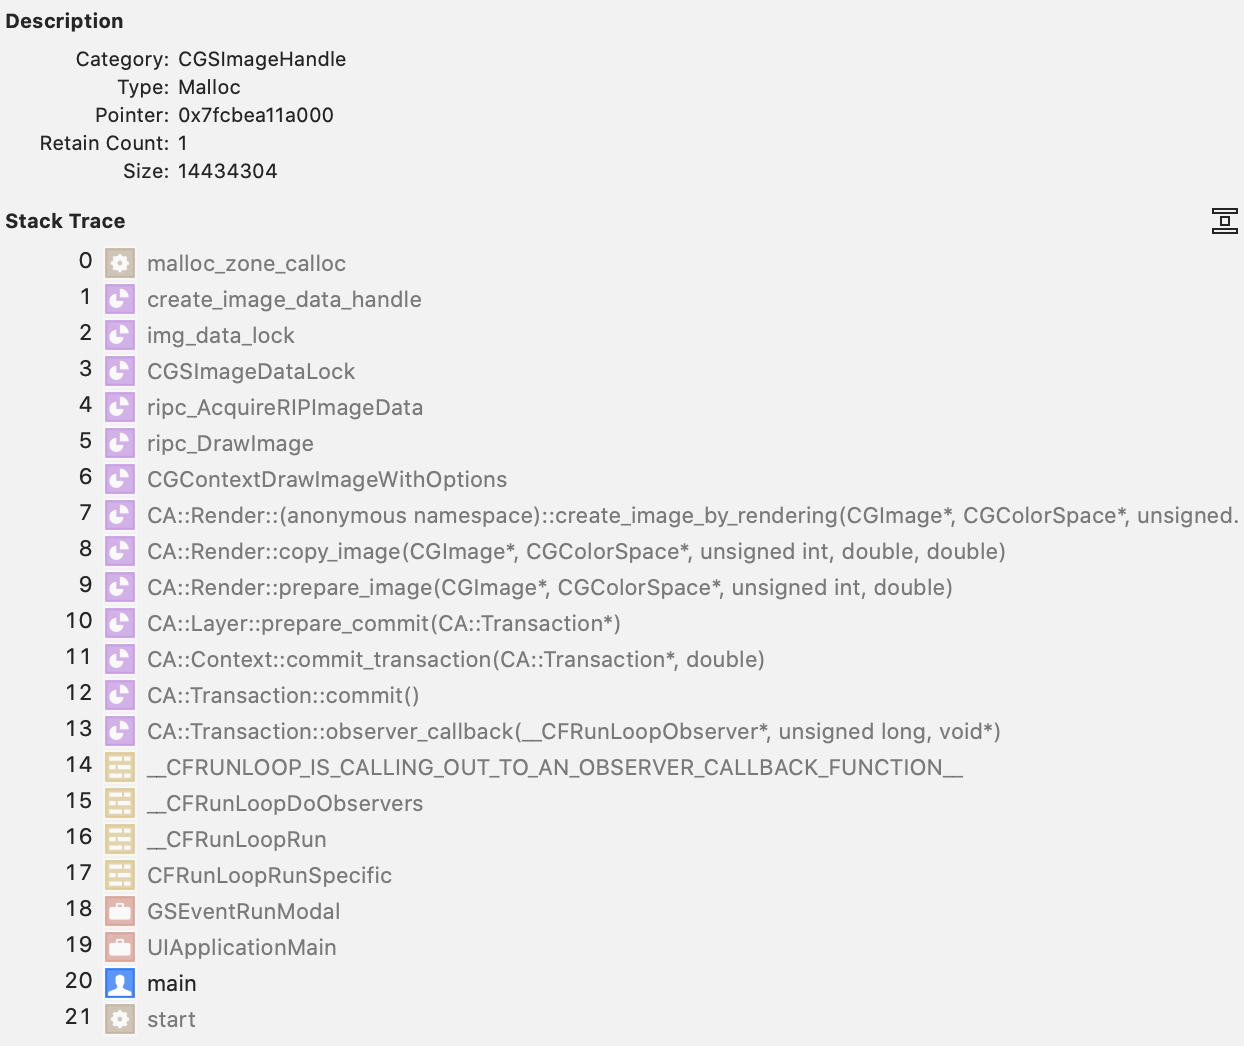 Description
Category: CGSImageHandle
Type: Malloc
Pointer: 0x7fcbea11a000
Retain Count: 1
Size: 14434304
Stack Trace
0 malloc_zone_calloc
1 create_image_data_handle
2 img_data_lock
3 CGSImageDataLock
4 ripc_AcquireRIPImageData
5 ripc_DrawImage
6 CGContextDrawImageWithOptions
7 CA::Render::(anonymous namespace)::create_image_by_rendering(CGImage*, CGColorSpace*, unsigned.
8 CA::Render::copy_image(CGImage*, CGColorSpace*, unsigned int, double, double)
9 CA::Render::prepare_image(CGImage*, CGColorSpace*, unsigned int, double)
10 CA::Layer::prepare_commit(CA::Transaction*)
11 CA::Context::commit_transaction(CA::Transaction*, double)
12 CA::Transaction::commit()
13 CA::Transaction::observer_callback(__CFRunLoopObserver*, unsigned long, void*)
14 __CFRUNLOOP_IS_CALLING_OUT_TO_AN_OBSERVER_CALLBACK_FUNCTION__
15 __CFRunLoopDoObservers
16 __CFRunLoopRun
17 CFRunLoopRunSpecific
18 GSEventRunModal
19 UIApplicationMain
20 main
21 start